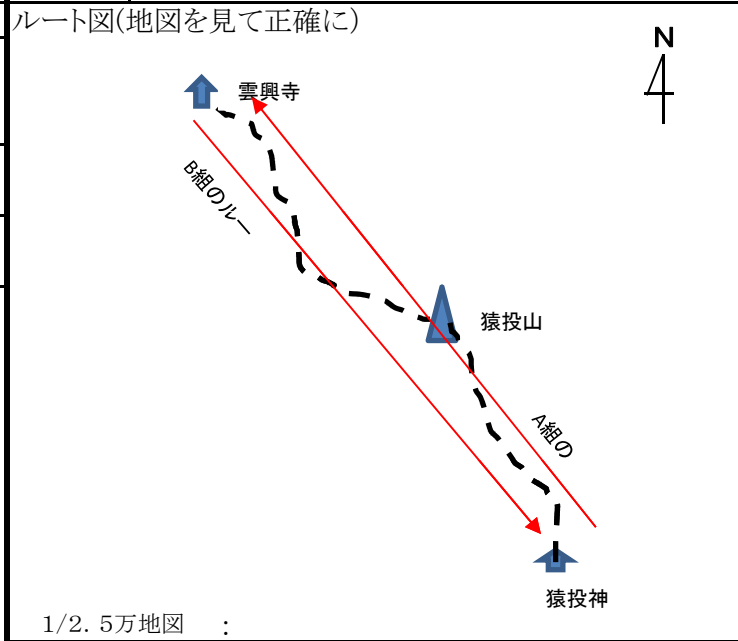 ルート図(地図を見て正確に)
N
雲興寺
B組のルー
猿投山
A組の
猿投神
1/2．5万地図　：